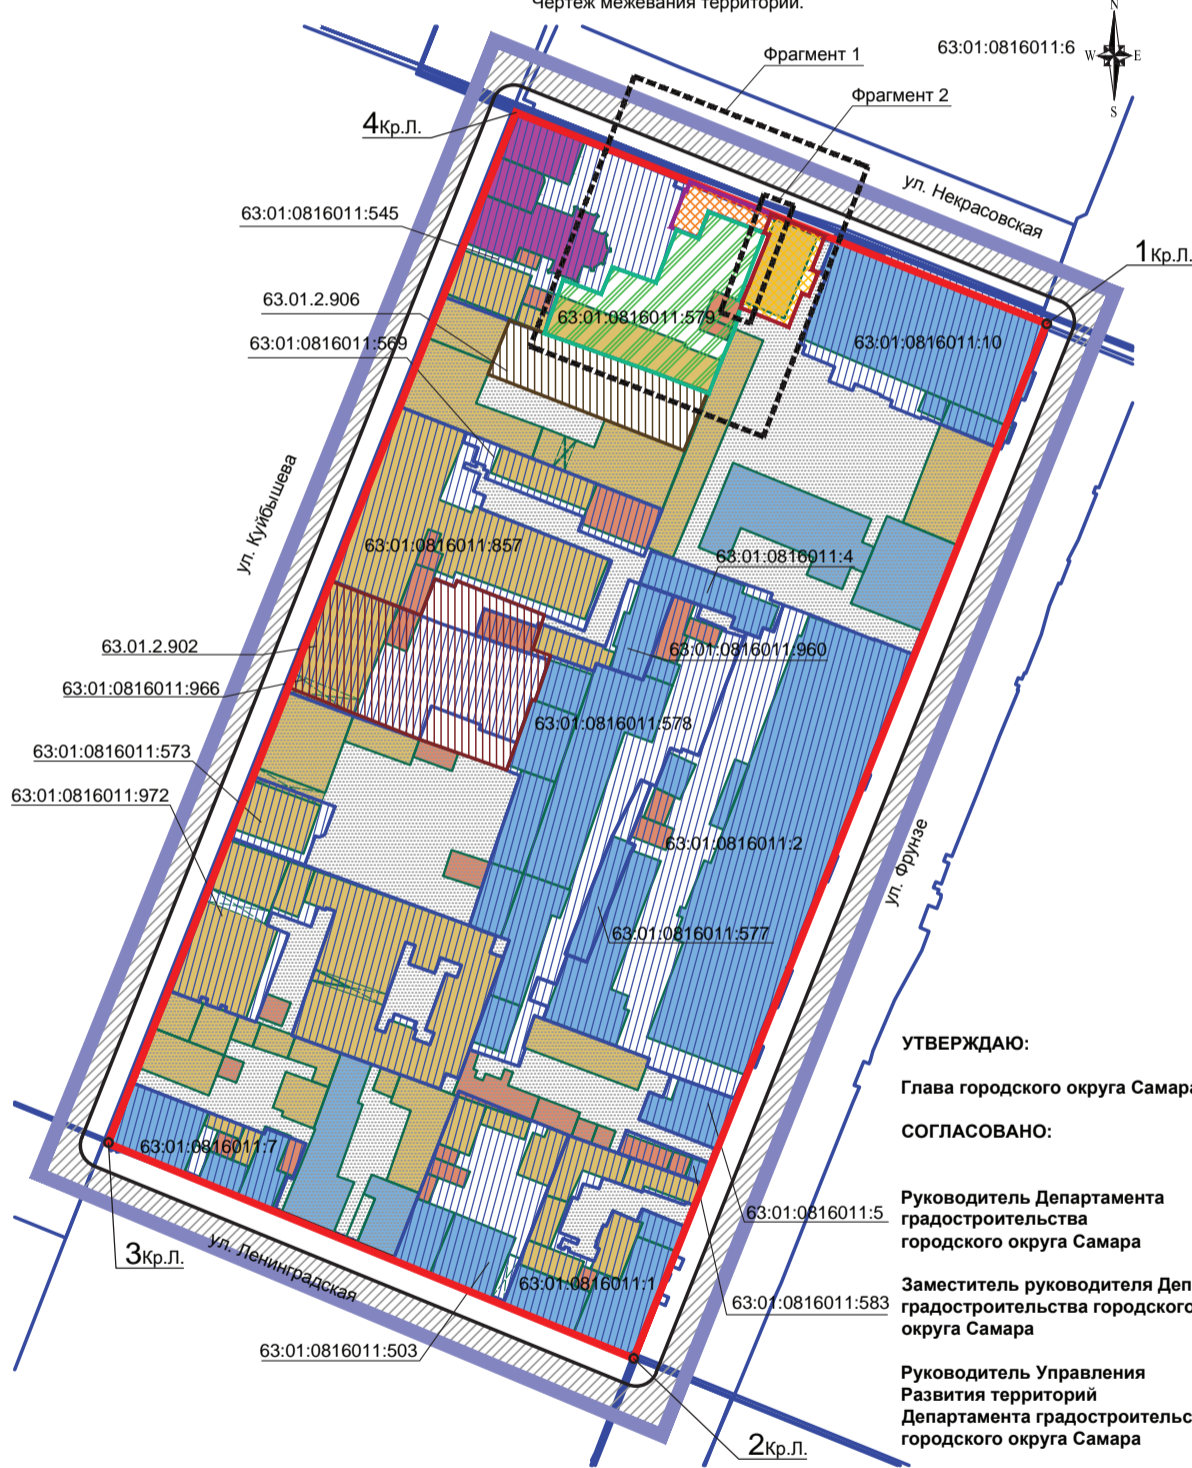 Чертеж межевания территории.
N
W
E
S
63:01:0816011:6
Фрагмент 1
Фрагмент 2
4Кр.Л.
ул. Некрасовская
1Кр.Л.
63:01:0816011:545
63.01.2.906
63:01:0816011:579
63:01:0816011:569
63:01:0816011:10
ул. Куйбышева
63:01:0816011:857
63:01:0816011:4
63.01.2.902
63:01:0816011:960
63:01:0816011:966
63:01:0816011:578
63:01:0816011:573
63:01:0816011:972
63:01:0816011:2
ул. Фрунзе
63:01:0816011:577
63:01:0816011:7
3Кр.Л.
ул. Ленинградская
63:01:0816011:5
63:01:0816011:1
63:01:0816011:583
63:01:0816011:503
2Кр.Л.
УТВЕРЖДАЮ:
Глава городского округа Самара
СОГЛАСОВАНО:
Руководитель Департамента
градостроительства
городского округа Самара
Заместитель руководителя Деп
градостроительства городского
округа Самара
Руководитель Управления
Развития территорий
Департамента градостроительс
городского округа Самара